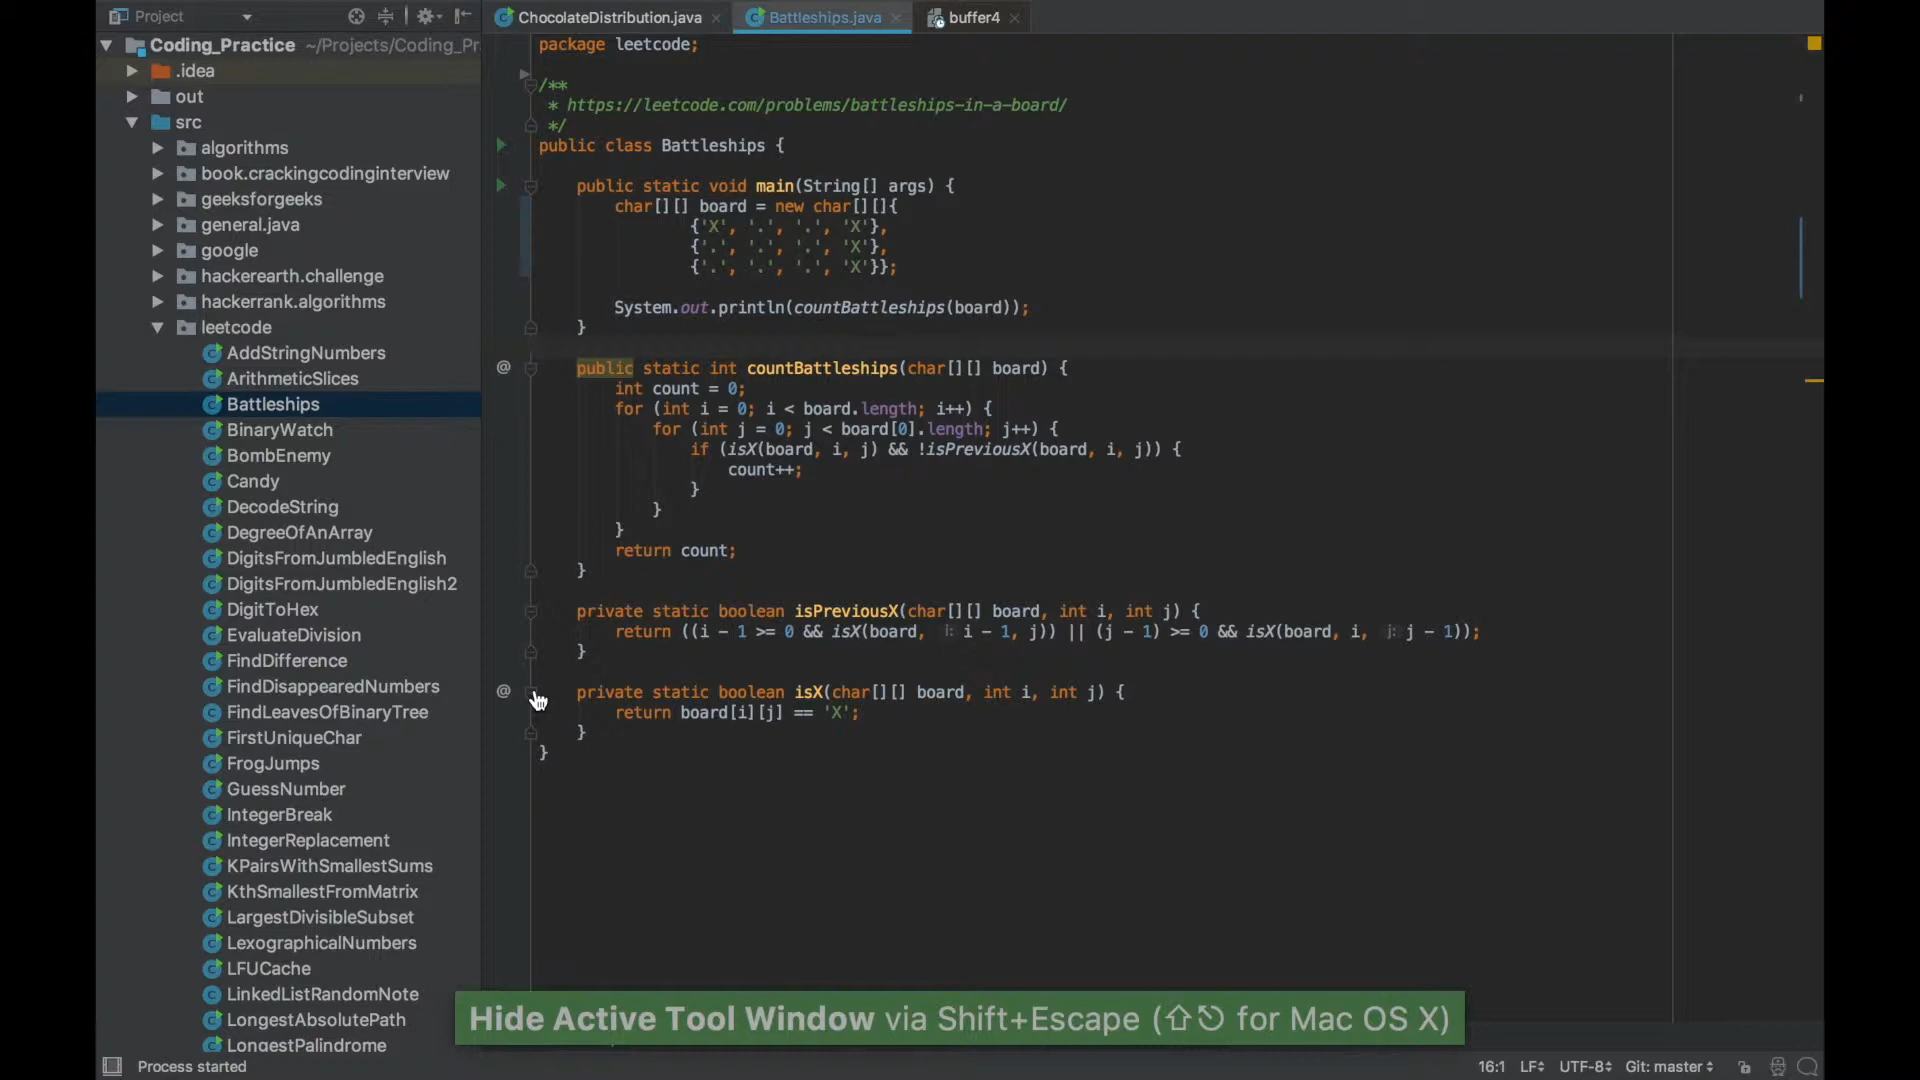 Project
ChocolateDistribution.java
Battleships.java
buffer4
Coding_Practice ~/Projects/Coding_Pr
.idea
out
src
algorithms
book.crackingcodinginterview
geeksforgeeks
general.java
google
hackerearth.challenge
hackerrank.algorithms
leetcode
AddStringNumbers
ArithmeticSlices
Battleships
BinaryWatch
BombEnemy
Candy
DecodeString
DegreeOfAnArray
DigitsFromJumbledEnglish
DigitsFromJumbledEnglish2
DigitToHex
EvaluateDivision
FindDifference
FindDisappearedNumbers
FindLeavesOfBinaryTree
FirstUniqueChar
FrogJumps
GuessNumber
IntegerBreak
IntegerReplacement
KPairsWithSmallestSums
KthSmallestFromMatrix
LargestDivisibleSubset
LexographicalNumbers
LFUCache
LinkedListRandomNote
LongestAbsolutePath
LongestPalindrome
package leetcode;
/**
* https://leetcode.com/problems/battleships-in-a-board/
*/
public class Battleships {
public static void main(String[] args) {
char[][] board = new char[][]{
{'X', '.', '.', 'X'},
{'.', '.', '.', 'X'},
{'.', '.', '.', 'X'}};
System.out.println(countBattleships(board));
}
@ public static int countBattleships(char[][] board) {
int count = 0;
for (int i = 0; i < board.length; i++) {
for (int j = 0; j < board[0].length; j++) {
if (isX(board, i, j) && !isPreviousX(board, i, j)) {
count++;
}
}
}
return count;
}
private static boolean isPreviousX(char[][] board, int i, int j) {
return ((i - 1 >= 0 && isX(board, i: i - 1, j)) || (j - 1) >= 0 && isX(board, i, j: j - 1));
}
@ private static boolean isX(char[][] board, int i, int j) {
return board[i][j] == 'X';
}
}
Hide Active Tool Window via Shift+Escape (⇧⎋ for Mac OS X)
Process started
16:1 LF UTF-8 Git: master